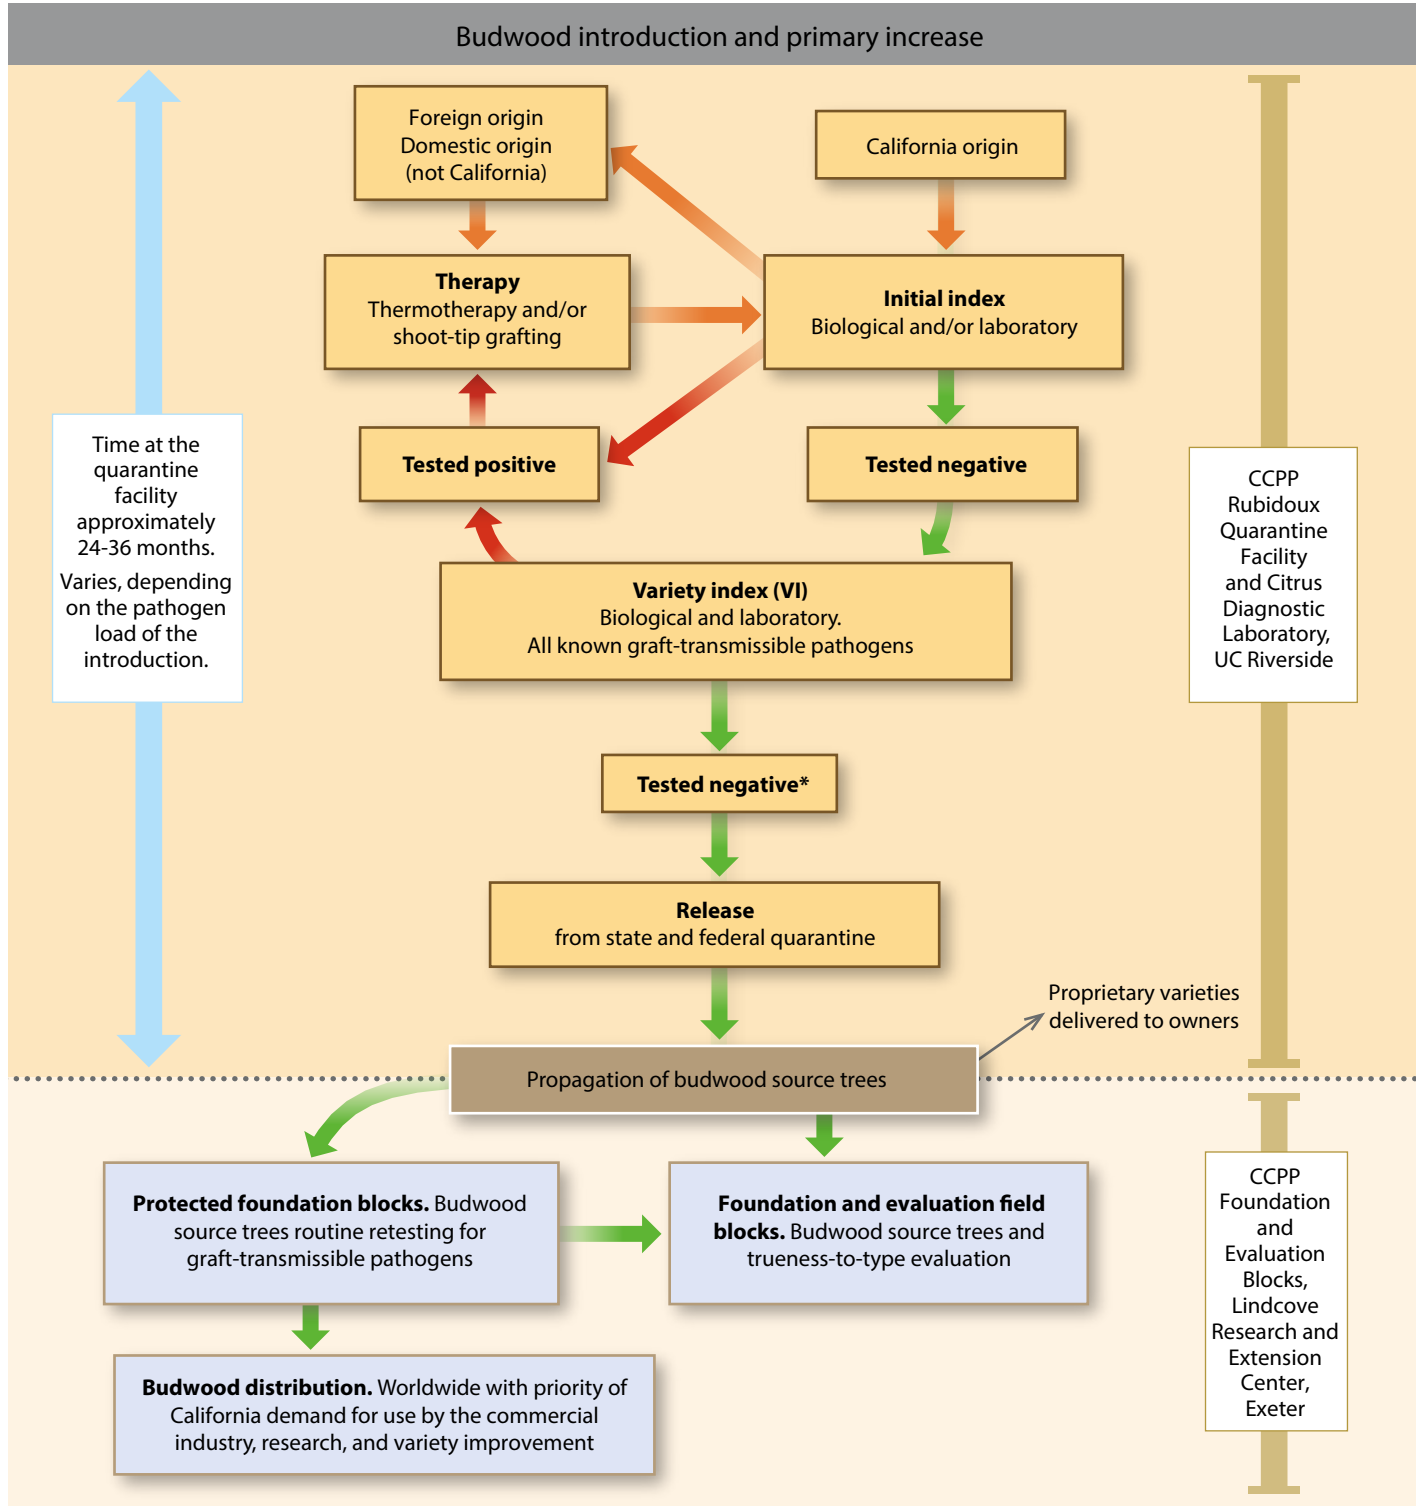 Budwood introduction and primary increase
Foreign origin
Domestic origin
(not California)
California origin
Therapy
Thermotherapy and/or
shoot-tip grafting
Initial index
Biological and/or laboratory
Tested positive
Tested negative
Time at the
quarantine
facility
approximately
24-36 months.
Varies, depending
on the pathogen
load of the
introduction.
CCPP
Rubidoux
Quarantine
Facility
and Citrus
Diagnostic
Laboratory,
UC Riverside
Variety index (VI)
Biological and laboratory.
All known graft-transmissible pathogens
Tested negative*
Release
from state and federal quarantine
Proprietary varieties
delivered to owners
Propagation of budwood source trees
Protected foundation blocks. Budwood
source trees routine retesting for
graft-transmissible pathogens
Foundation and evaluation field
blocks. Budwood source trees and
trueness-to-type evaluation
CCPP
Foundation
and
Evaluation
Blocks,
Lindcove
Research and
Extension
Center,
Exeter
Budwood distribution. Worldwide with priority of
California demand for use by the commercial
industry, research, and variety improvement